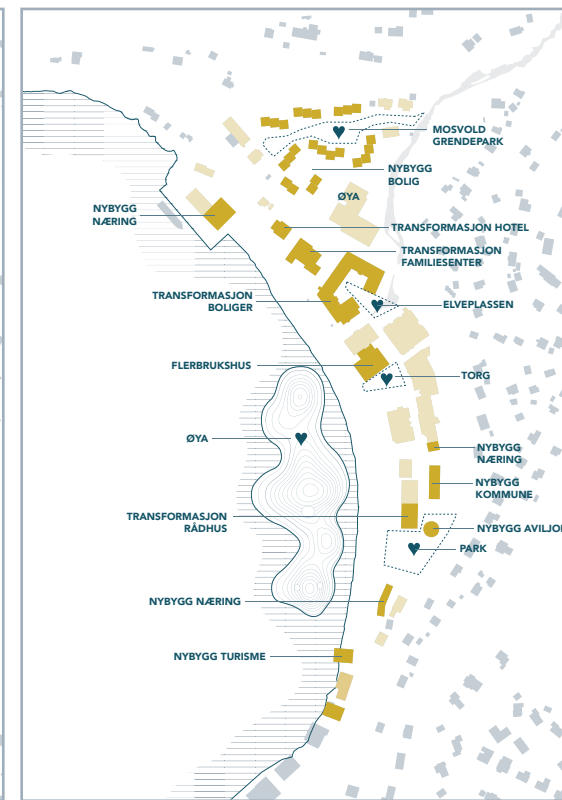 MOSVOLD
GRENDEPARK
NYBYGG
BOLIG
ØYA
NYBYGG
NÆRING
TRANSFORMASJON HOTEL
TRANSFORMASJON
FAMILIESENTER
TRANSFORMASJON
BOLIGER
ELVEPLASSEN
FLERBRUKSHUS
TORG
ØYA
NYBYGG
NÆRING
NYBYGG
KOMMUNE
TRANSFORMASJON
RÅDHUS
NYBYGG AVILJO
PARK
NYBYGG NÆRING
NYBYGG TURISME